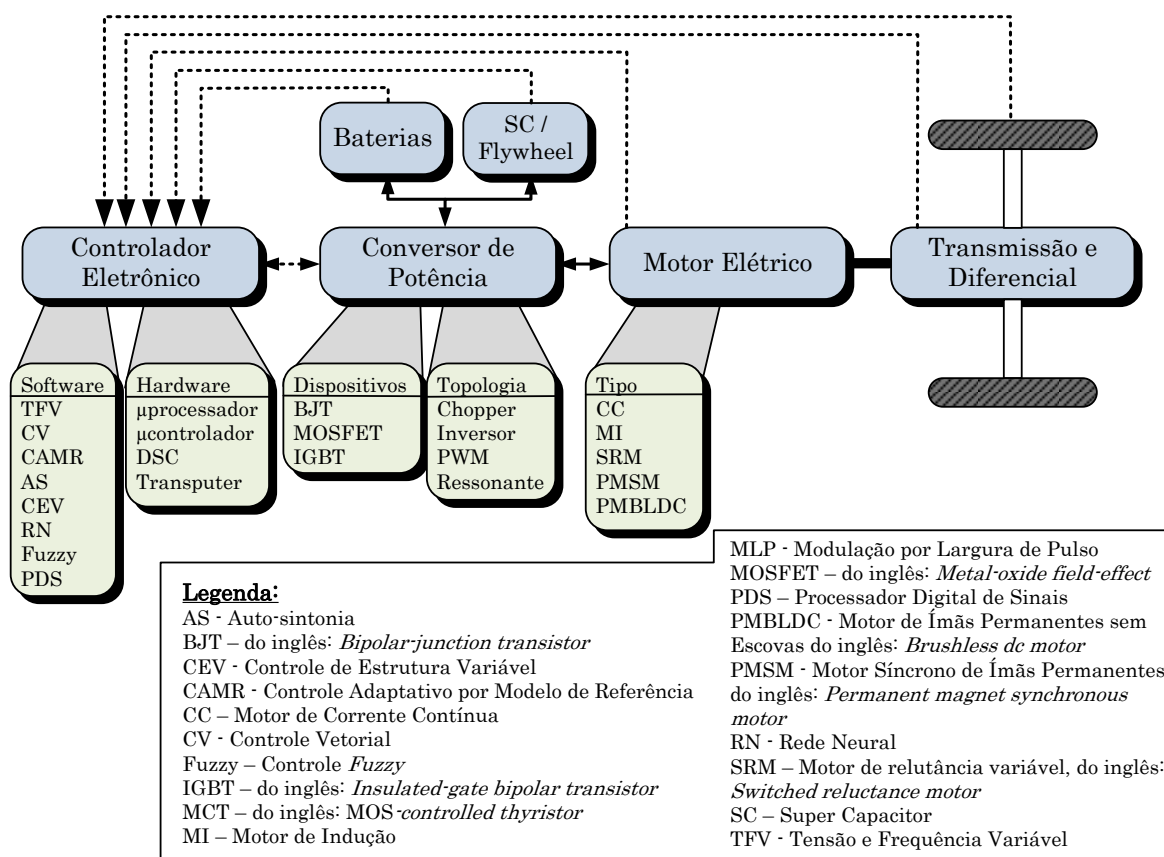 Baterias
SC /
Flywheel
Controlador
Eletrônico
Conversor de
Potência
Motor Elétrico
Transmissão e
Diferencial
Software
TFV
CV
CAMR
AS
CEV
RN
Fuzzy
PDS
Hardware
µprocessador
µcontrolador
DSC
Transputer
Dispositivos
BJT
MOSFET
IGBT
Topologia
Chopper
Inversor
PWM
Ressonante
Tipo
CC
MI
SRM
PMSM
PMBLDC
Legenda:
AS - Auto-sintonia
BJT – do inglês: Bipolar-junction transistor
CEV - Controle de Estrutura Variável
CAMR - Controle Adaptativo por Modelo de Referência
CC – Motor de Corrente Contínua
CV - Controle Vetorial
Fuzzy – Controle Fuzzy
IGBT – do inglês: Insulated-gate bipolar transistor
MCT – do inglês: MOS-controlled thyristor
MI – Motor de Indução
MLP - Modulação por Largura de Pulso
MOSFET – do inglês: Metal-oxide field-effect
PDS – Processador Digital de Sinais
PMBLDC - Motor de Ímãs Permanentes sem
Escovas do inglês: Brushless dc motor
PMSM - Motor Síncrono de Ímãs Permanentes
do inglês: Permanent magnet synchronous
motor
RN - Rede Neural
SRM – Motor de relutância variável, do inglês:
Switched reluctance motor
SC – Super Capacitor
TFV - Tensão e Frequência Variável